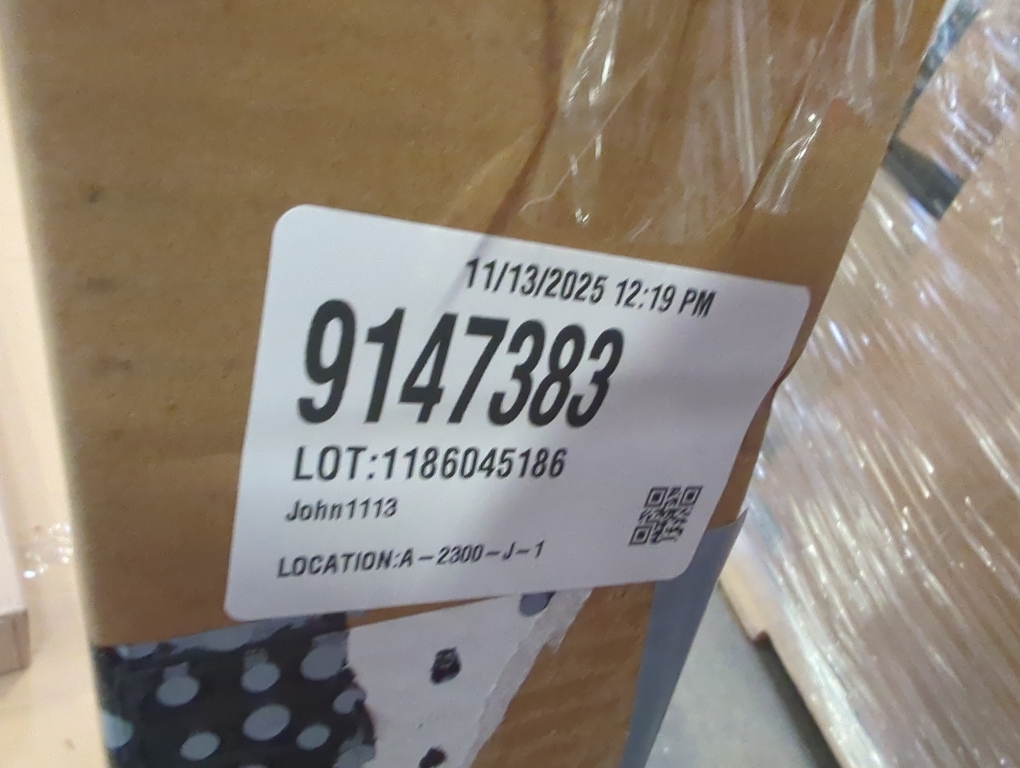 11/13/2025 12:19 PM
9147383
LOT:1186045186
John1113
LOCATION:A-2300-J-1